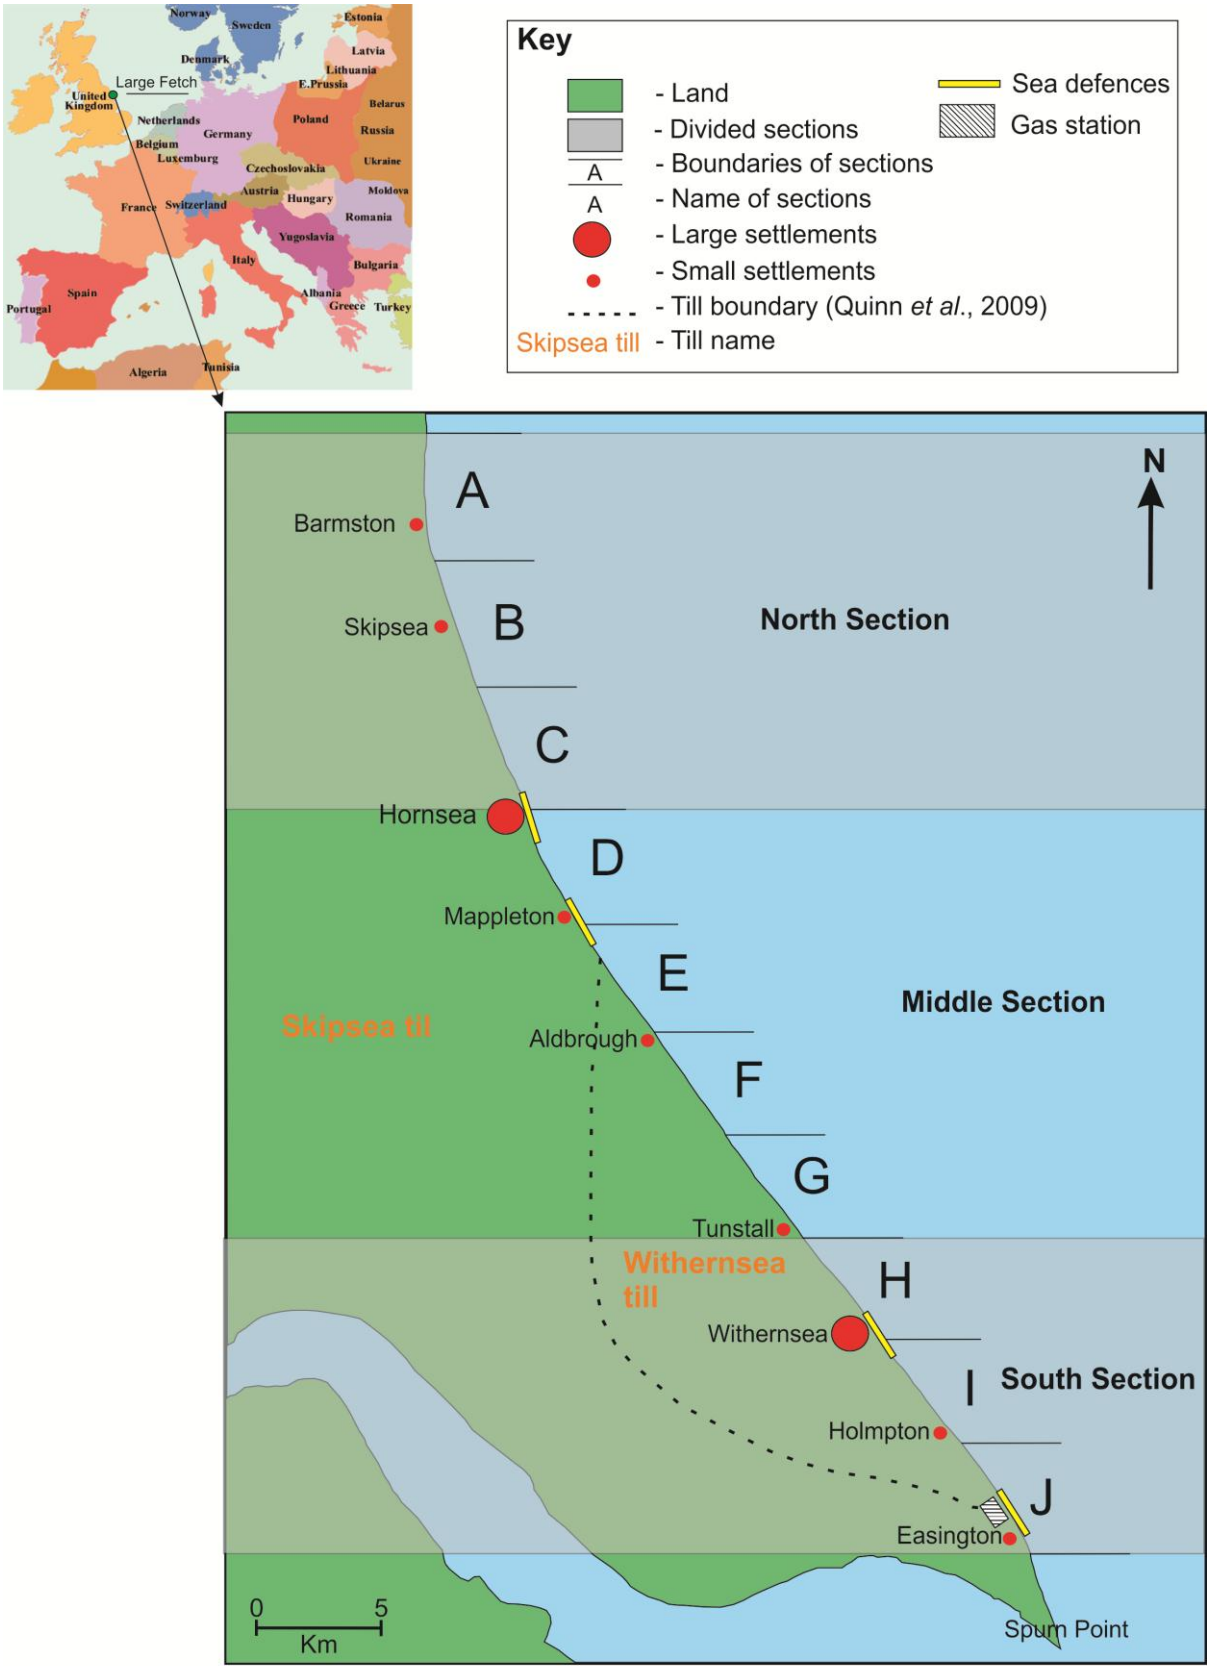 Norway
Sweden
Estonia
Latvia
Denmark
Lithuania
E.Prussia
Large Fetch
United
Kingdom
Belarus
Netherlands
Poland
Germany
Russia
Belgium
Luxemburg
Ukraine
Czechoslovakia
Austria
Moldova
Hungary
France
Switzerland
Romania
Yugoslavia
Italy
Bulgaria
Spain
Albania
Portugal
Greece
Turkey
Algeria
Tunisia
Key
- Land
- Divided sections
A
- Boundaries of sections
A
- Name of sections
- Large settlements
- Small settlements
- Till boundary (Quinn et al., 2009)
Skipsea till
- Till name
Sea defences
Gas station
N
A
Barmston
B
Skipsea
North Section
C
Hornsea
D
Mappleton
E
Middle Section
Skipsea til
Aldbrough
F
G
Tunstall
Withernsea
till
H
Withernsea
I
South Section
Holmpton
J
Easington
0 5
Km
Spurn Point